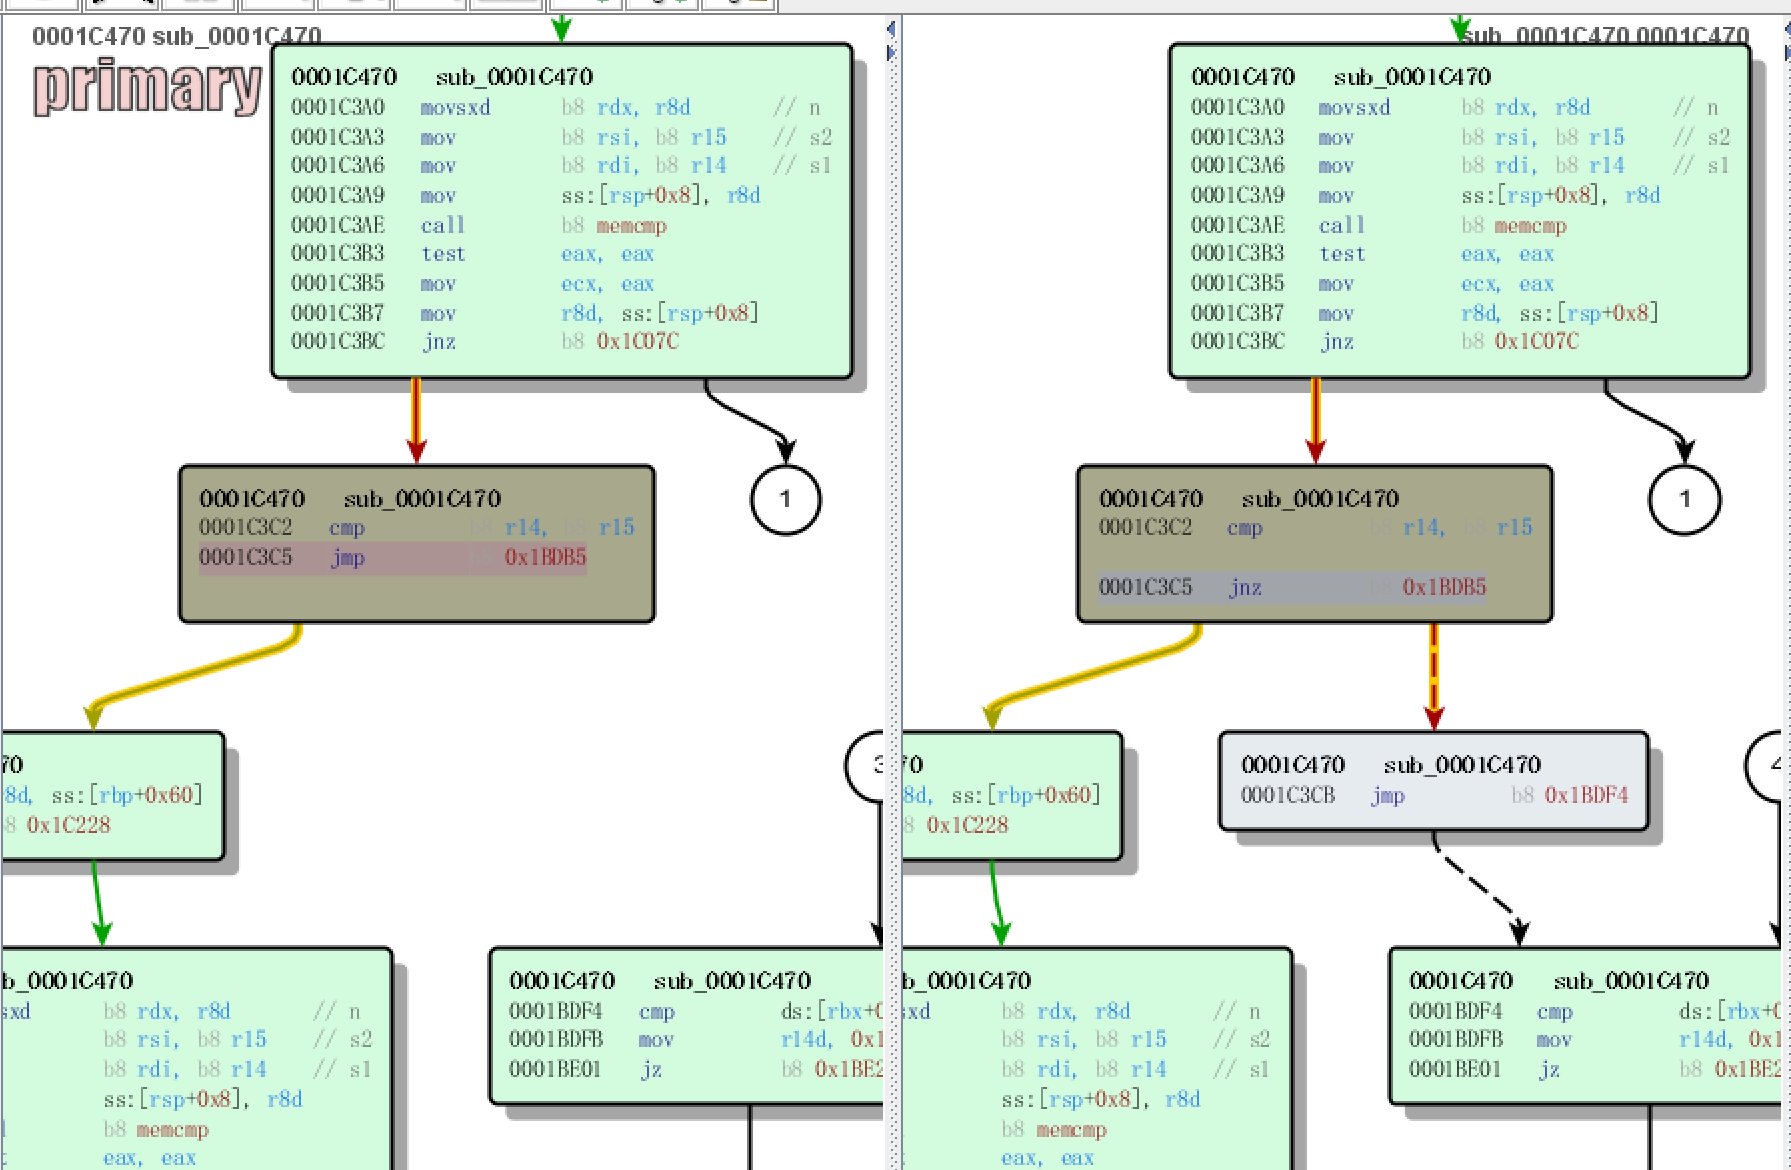 0001C470 sub_0001C470
primary
0001C470 sub_0001C470
0001C3A0 movsxd b8 rdx, r8d // n
0001C3A3 mov b8 rsi, b8 r15 // s2
0001C3A6 mov b8 rdi, b8 r14 // s1
0001C3A9 mov ss:[rsp+0x8], r8d
0001C3AE call b8 memcmp
0001C3B3 test eax, eax
0001C3B5 mov ecx, eax
0001C3B7 mov r8d, ss:[rsp+0x8]
0001C3BC jnz b8 0x1C07C
1
0001C470 sub_0001C470
0001C3C2 cmp b8 r14, b8 r15
0001C3C5 jmp b8 0x1BDB5
70
8d, ss:[rbp+0x60]
8 0x1C228
3
b_0001C470
sxd b8 rdx, r8d // n
b8 rsi, b8 r15 // s2
b8 rdi, b8 r14 // s1
ss:[rsp+0x8], r8d
b8 memcmp
eax, eax
0001C470 sub_0001C470
0001BDF4 cmp ds:[rbx+0
0001BDFB mov r14d, 0x1
0001BE01 jz b8 0x1BE2
sub_0001C470 0001C470
0001C470 sub_0001C470
0001C3A0 movsxd b8 rdx, r8d // n
0001C3A3 mov b8 rsi, b8 r15 // s2
0001C3A6 mov b8 rdi, b8 r14 // s1
0001C3A9 mov ss:[rsp+0x8], r8d
0001C3AE call b8 memcmp
0001C3B3 test eax, eax
0001C3B5 mov ecx, eax
0001C3B7 mov r8d, ss:[rsp+0x8]
0001C3BC jnz b8 0x1C07C
1
0001C470 sub_0001C470
0001C3C2 cmp b8 r14, b8 r15
0001C3C5 jnz b8 0x1BDB5
70
8d, ss:[rbp+0x60]
8 0x1C228
0001C470 sub_0001C470
0001C3CB jmp b8 0x1BDF4
4
b_0001C470
sxd b8 rdx, r8d // n
b8 rsi, b8 r15 // s2
b8 rdi, b8 r14 // s1
ss:[rsp+0x8], r8d
b8 memcmp
eax, eax
0001C470 sub_0001C470
0001BDF4 cmp ds:[rbx+0
0001BDFB mov r14d, 0x1
0001BE01 jz b8 0x1BE2